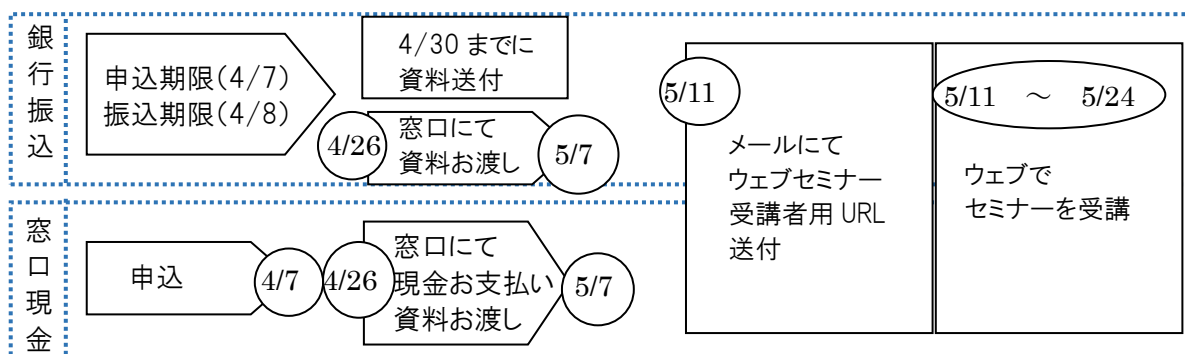 銀行振込
申込期限(4/7)
振込期限(4/8)
4/30 までに
資料送付
4/26
窓口にて
資料お渡し
5/7
窓口現金
申込
4/7
4/26
窓口にて
現金お支払い
資料お渡し
5/7
5/11
メールにて
ウェブセミナー
受講者用 URL
送付
5/11 ～ 5/24
ウェブで
セミナーを受講